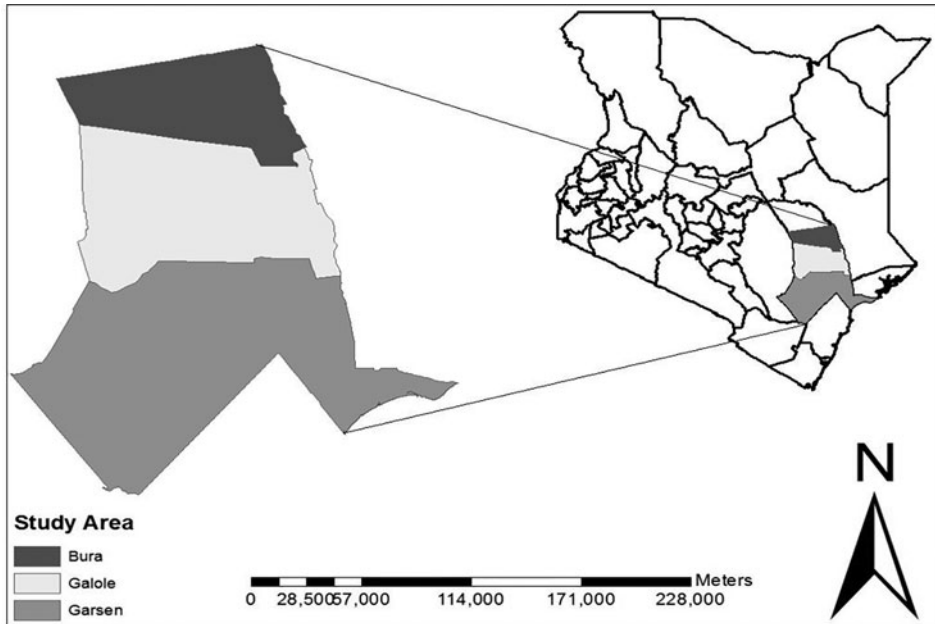 N
Study Area
Bura
Galole
Garsen
Meters
0 28,500 57,000 114,000 171,000 228,000